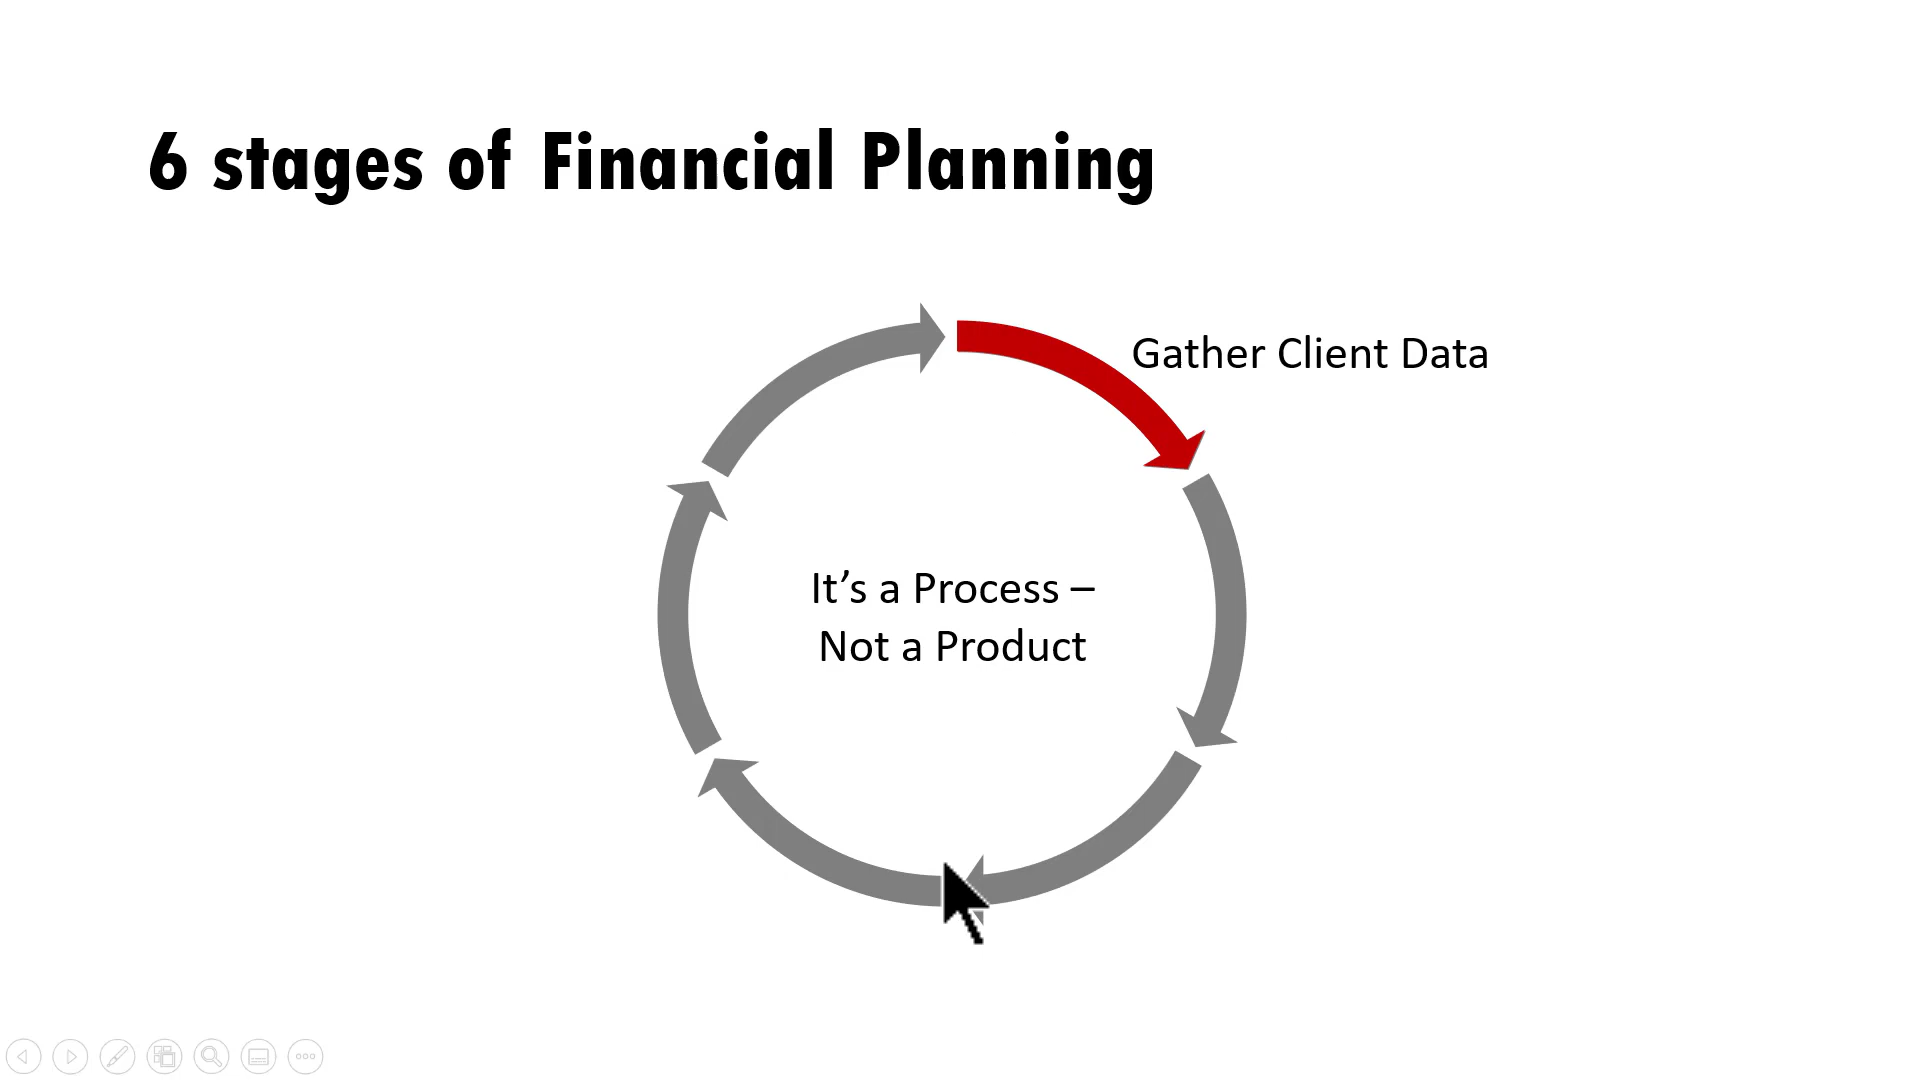 6 stages of Financial Planning
Gather Client Data
It’s a Process –
Not a Product